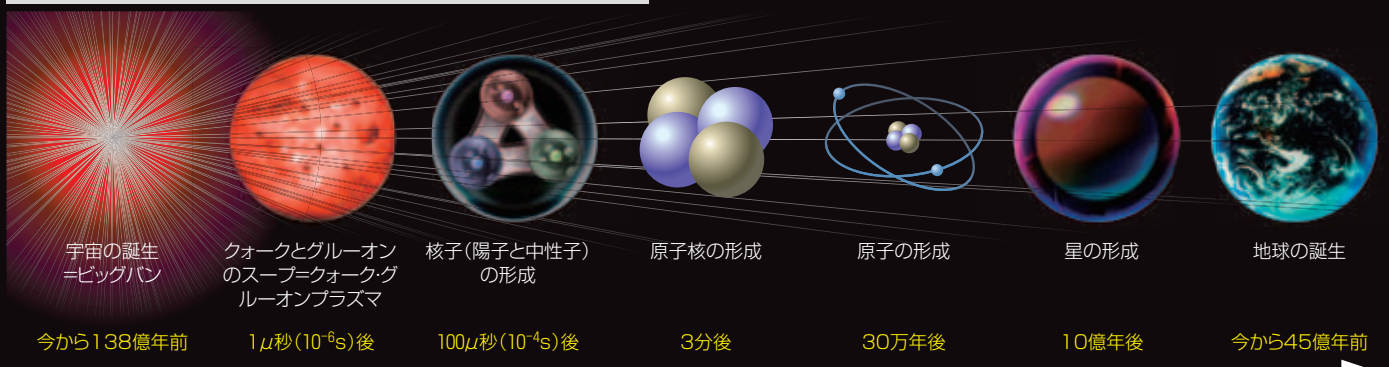 宇宙の誕生
=ビッグバン
クォークとグルーオン
のスープ=クォーク・グ
ルーオンプラズマ
核子(陽子と中性子)
の形成
原子核の形成
原子の形成
星の形成
地球の誕生
今から138億年前
1μ秒(10⁻⁶s)後
100μ秒(10⁻⁴s)後
3分後
30万年後
10億年後
今から45億年前